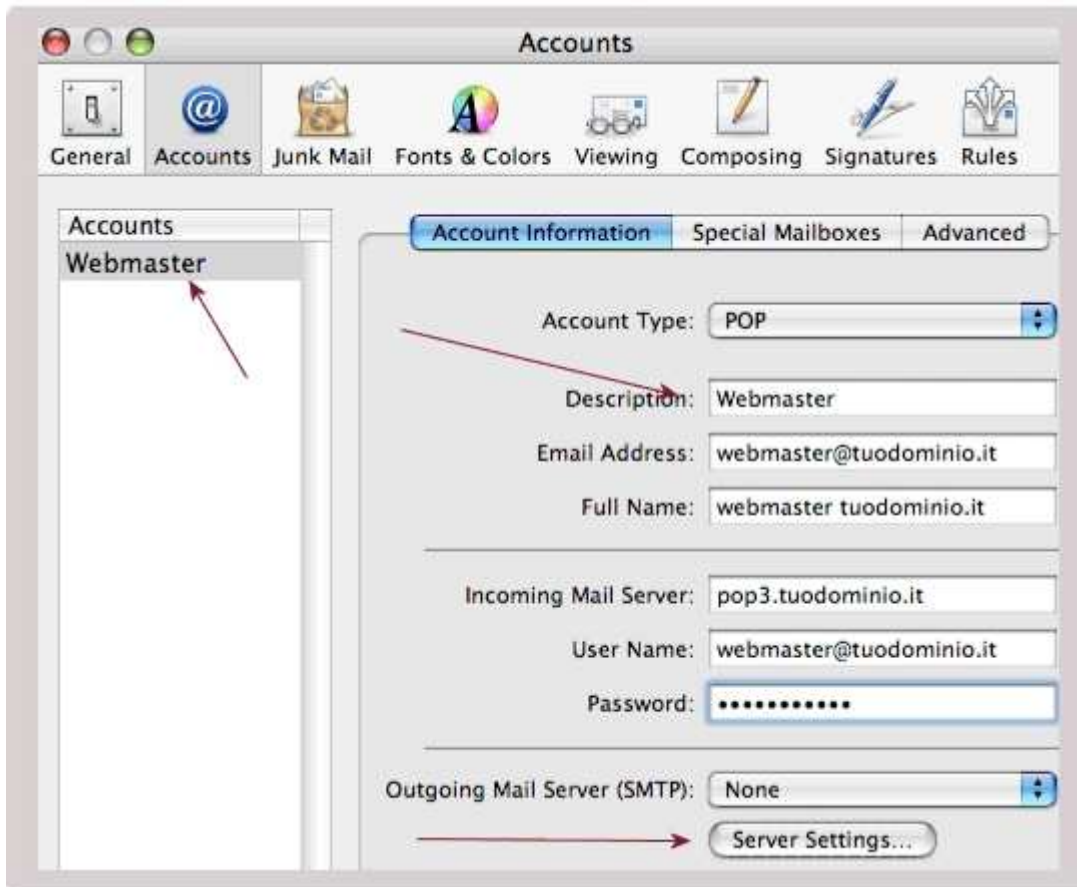 Accounts
General Accounts Junk Mail Fonts & Colors Viewing Composing Signatures Rules
Accounts
Webmaster
Account Information Special Mailboxes Advanced
Account Type: POP
Description: Webmaster
Email Address: webmaster@tuodominio.it
Full Name: webmaster tuodominio.it
Incoming Mail Server: pop3.tuodominio.it
User Name: webmaster@tuodominio.it
Password: •••••••••••
Outgoing Mail Server (SMTP): None
Server Settings...